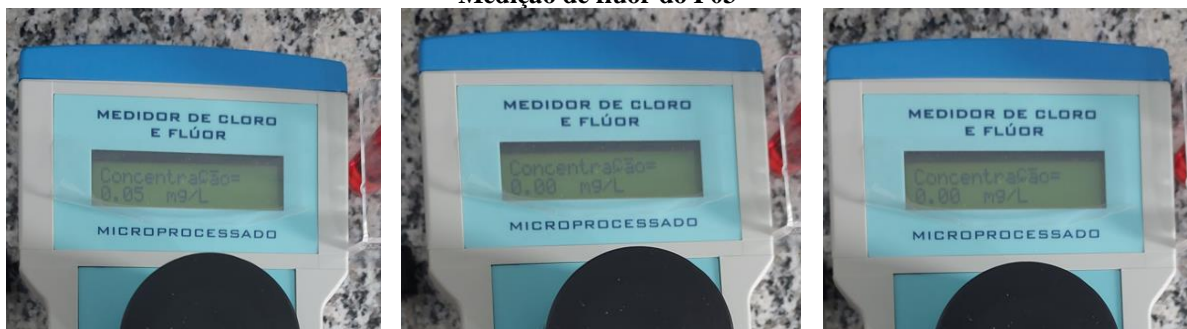 Medição de flúor do P03
MEDIDOR DE CLORO
E FLÚOR
Concentração=
0.05 mg/L
MICROPROCESSADO
MEDIDOR DE CLORO
E FLÚOR
Concentração=
0.00 mg/L
MICROPROCESSADO
MEDIDOR DE CLORO
E FLÚOR
Concentração=
0.00 mg/L
MICROPROCESSADO